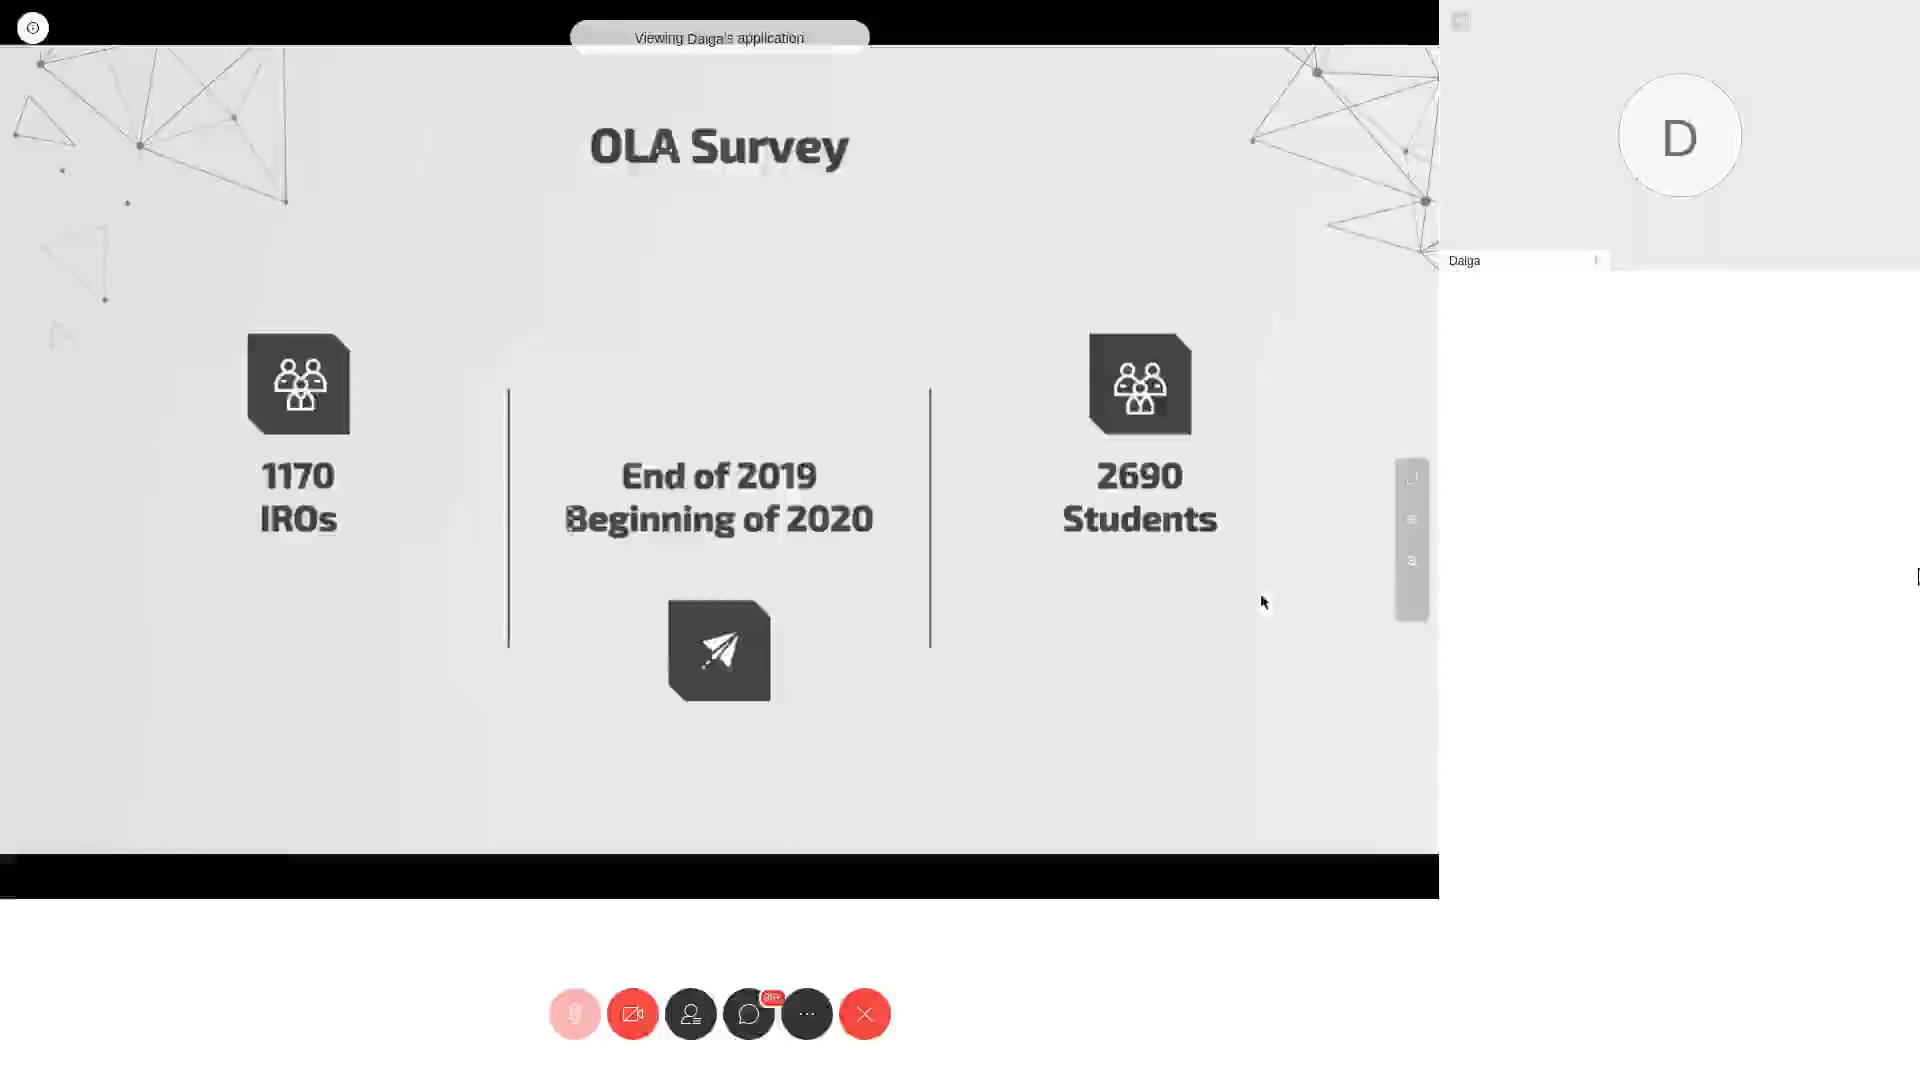 Viewing Daiga's application
OLA Survey
1170
IROs
End of 2019
Beginning of 2020
2690
Students
D
Daiga